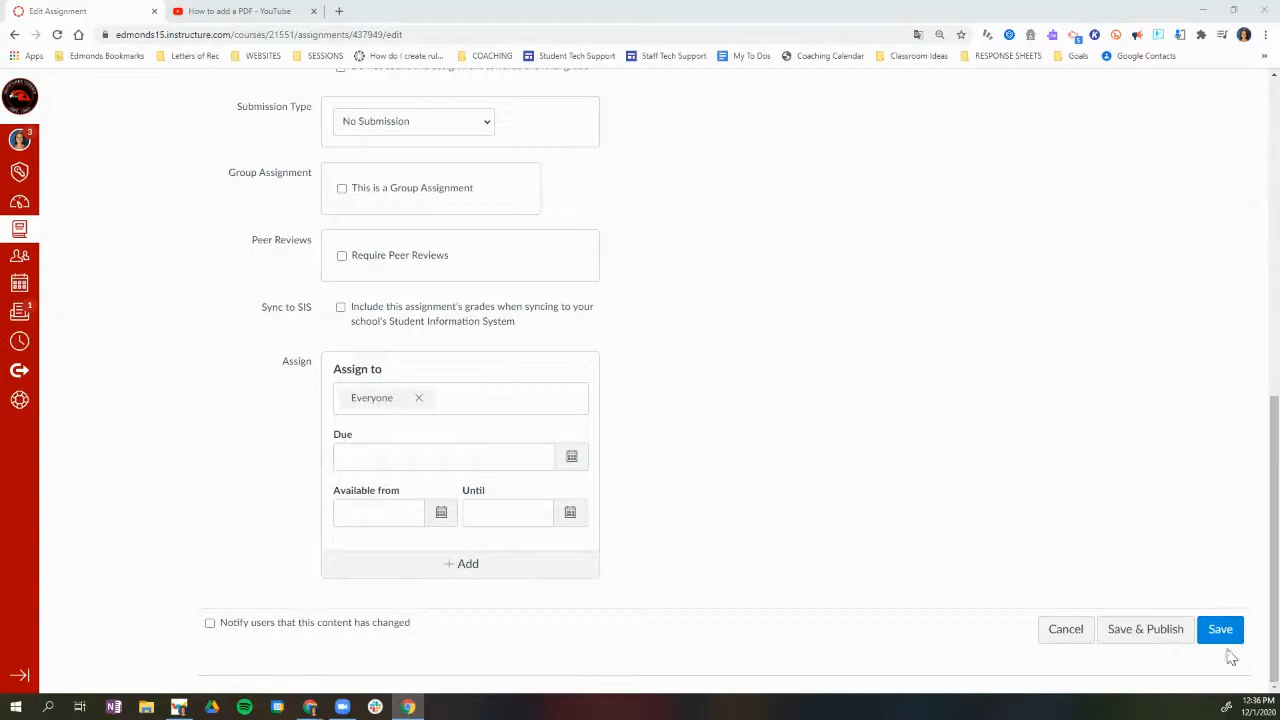 Edit Assignment
How to add a PDF - YouTube
edmonds15.instructure.com/courses/21551/assignments/437949/edit
Apps
Edmonds Bookmarks
Letters of Rec
WEBSITES
SESSIONS
How do I create rul...
COACHING
Student Tech Support
Staff Tech Support
My To Dos
Coaching Calendar
Classroom Ideas
RESPONSE SHEETS
Goals
Google Contacts
3
Submission Type
No Submission
Group Assignment
This is a Group Assignment
Peer Reviews
Require Peer Reviews
Sync to SIS
Include this assignment's grades when syncing to your
school's Student Information System
1
Assign
Assign to
Everyone
Due
Available from
Until
+ Add
Notify users that this content has changed
Cancel
Save & Publish
Save
12:36 PM
12/1/2020